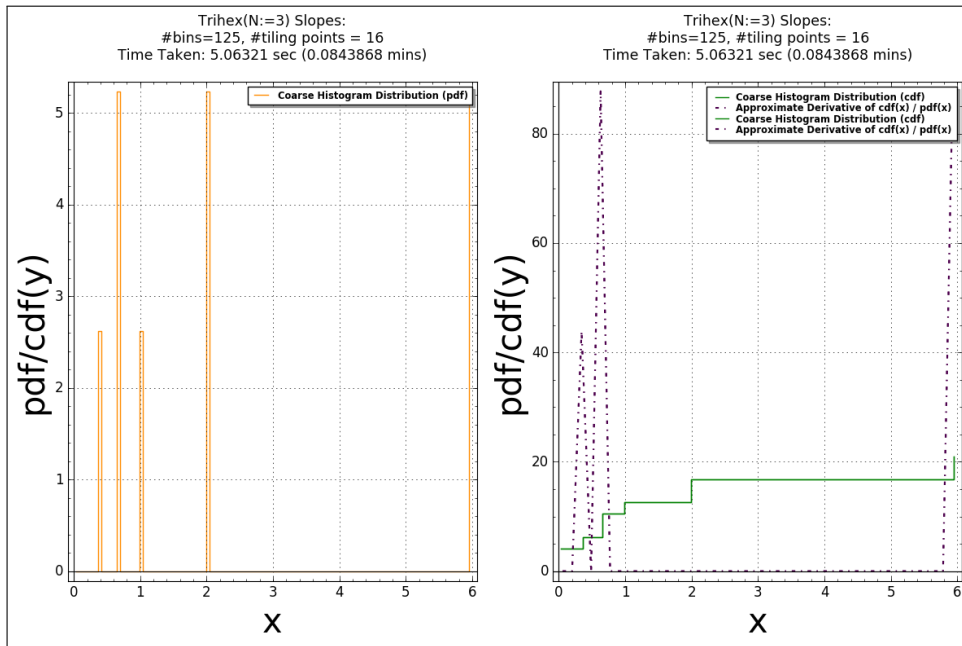 Trihex(N:=3) Slopes:
#bins=125, #tiling points = 16
Time Taken: 5.06321 sec (0.0843868 mins)
Coarse Histogram Distribution (pdf)
pdf/cdf(y)
5
4
3
2
1
0
0 1 2 3 4 5 6
x
Trihex(N:=3) Slopes:
#bins=125, #tiling points = 16
Time Taken: 5.06321 sec (0.0843868 mins)
Coarse Histogram Distribution (cdf)
Approximate Derivative of cdf(x) / pdf(x)
Coarse Histogram Distribution (cdf)
Approximate Derivative of cdf(x) / pdf(x)
pdf/cdf(y)
80
60
40
20
0
0 1 2 3 4 5 6
x